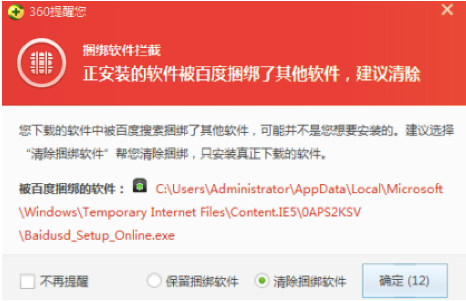 360提醒您
捆绑软件拦截
正安装的软件被百度捆绑了其他软件，建议清除
您下载的软件中被百度搜索捆绑了其他软件，可能并不是您想要安装的。建议选择
“清除捆绑软件”帮您清除捆绑，只安装真正下载的软件。
被百度捆绑的软件： C:\Users\Administrator\AppData\Local\Microsoft
\Windows\Temporary Internet Files\Content.IE5\0APS2KSV
\Baidusd_Setup_Online.exe
不再提醒 保留捆绑软件 清除捆绑软件 确定 (12)